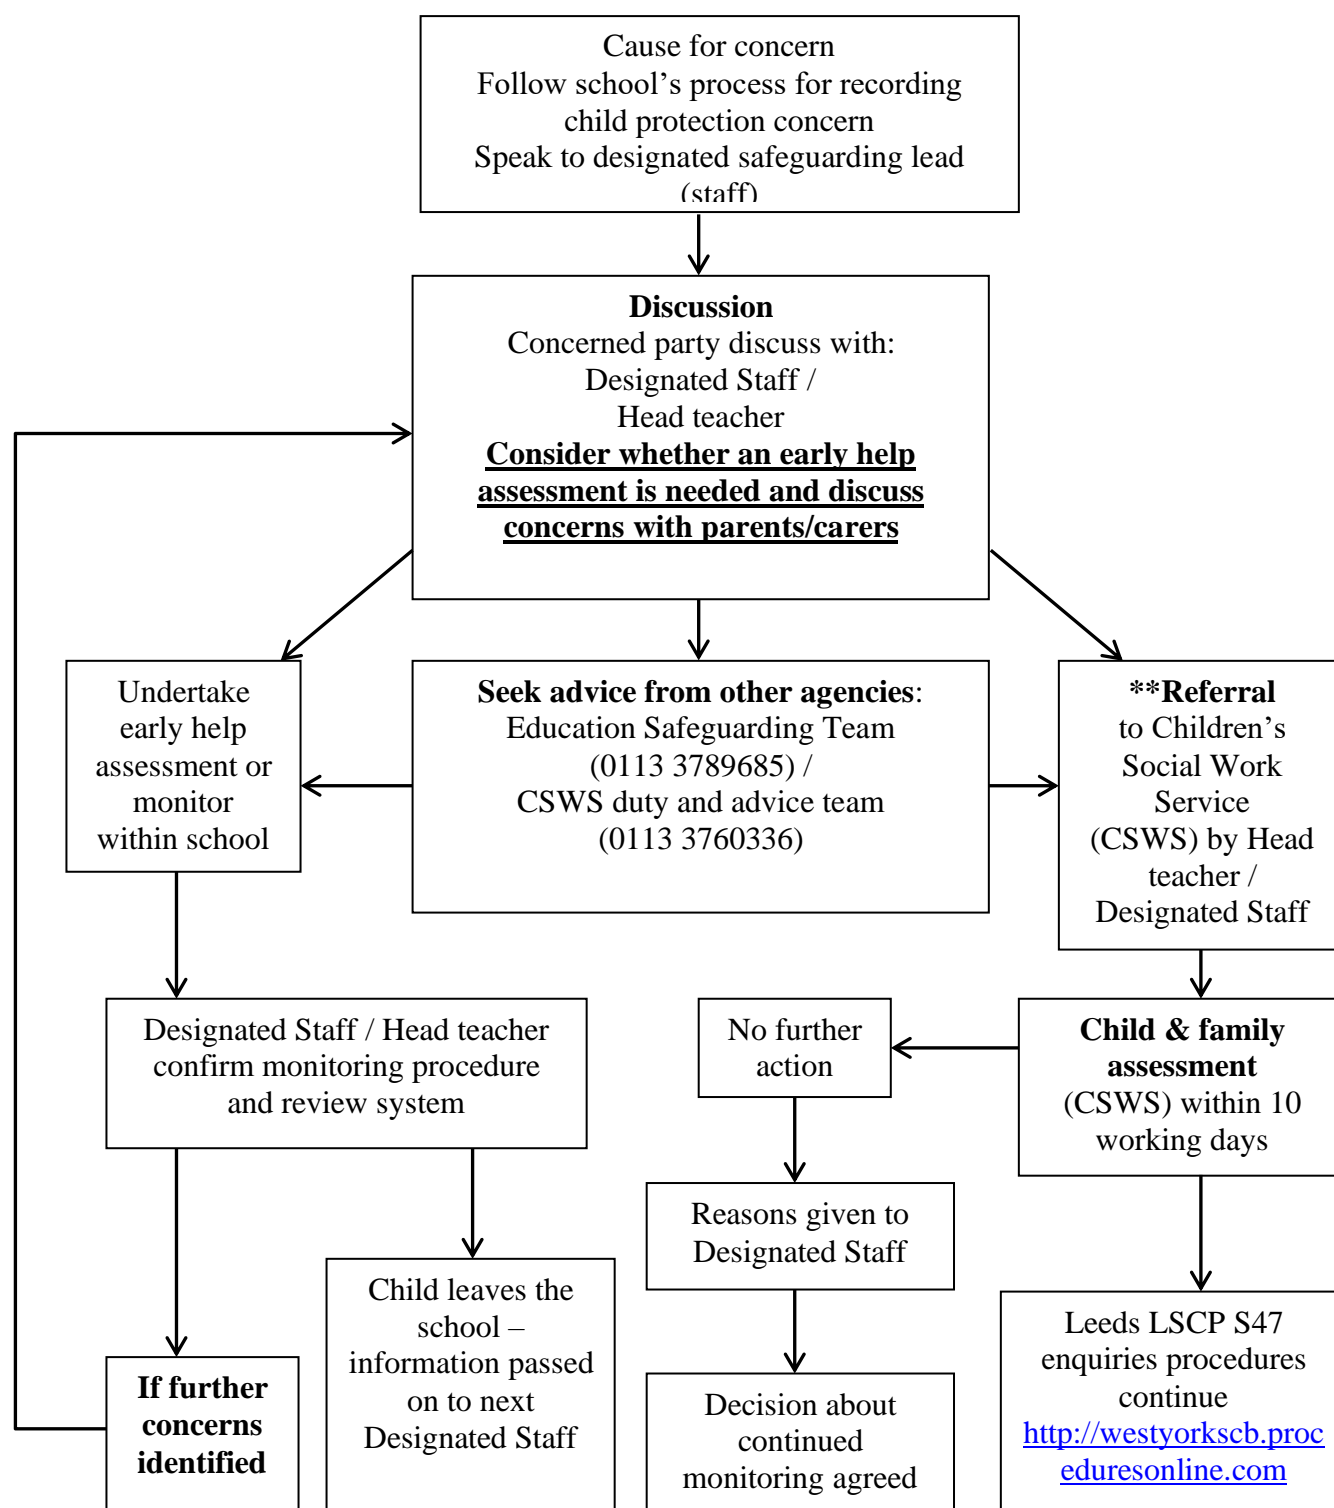 Cause for concern
Follow school’s process for recording
child protection concern
Speak to designated safeguarding lead
(staff)
Discussion
Concerned party discuss with:
Designated Staff /
Head teacher
Consider whether an early help
assessment is needed and discuss
concerns with parents/carers
Undertake
early help
assessment or
monitor
within school
Seek advice from other agencies:
Education Safeguarding Team
(0113 3789685) /
CSWS duty and advice team
(0113 3760336)
**Referral
to Children’s
Social Work
Service
(CSWS) by Head
teacher /
Designated Staff
Designated Staff / Head teacher
confirm monitoring procedure
and review system
No further
action
Child & family
assessment
(CSWS) within 10
working days
Reasons given to
Designated Staff
Child leaves the
school –
information passed
on to next
Designated Staff
Leeds LSCP S47
enquiries procedures
continue
http://westyorkscb.proc
eduresonline.com
If further
concerns
identified
Decision about
continued
monitoring agreed